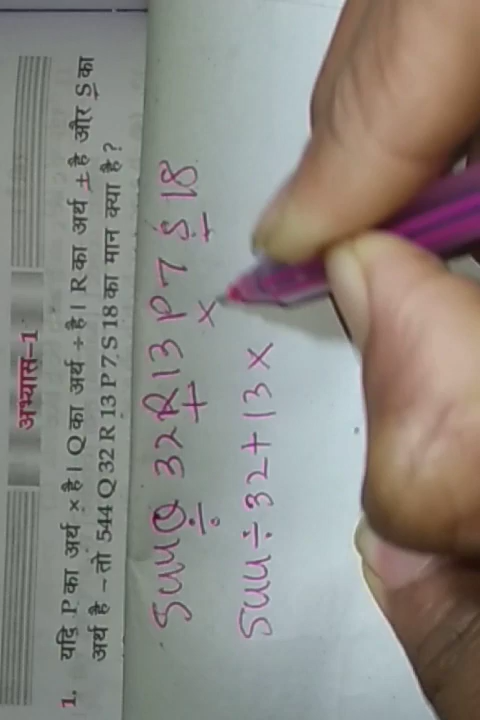 अभ्यास-1
1. यदि P का अर्थ × है। Q का अर्थ ÷ है। R का अर्थ + है और S का
अर्थ है - तो 544 Q 32 R 13 P 7 S 18 का मान क्या है?
544 Q 32 R 13 P 7 S 18
÷ + × -
544 ÷ 32 + 13 ×